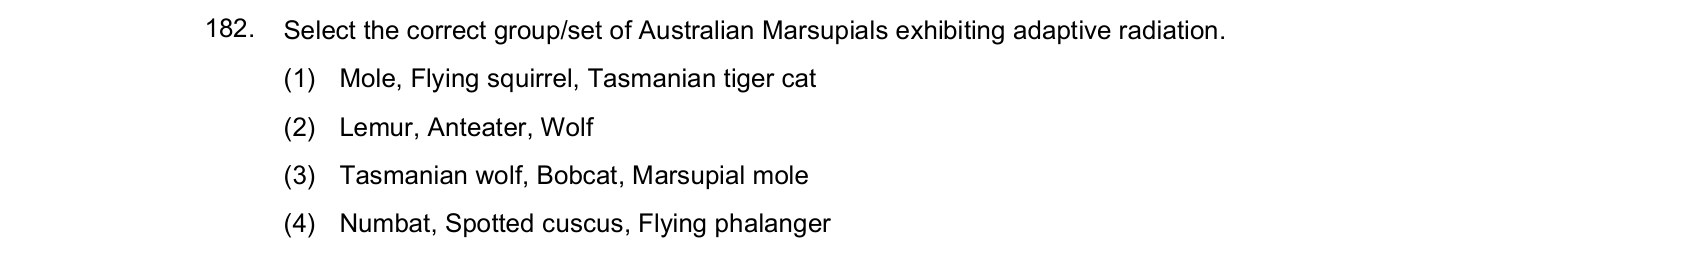 182. Select the correct group/set of Australian Marsupials exhibiting adaptive radiation.
(1) Mole, Flying squirrel, Tasmanian tiger cat
(2) Lemur, Anteater, Wolf
(3) Tasmanian wolf, Bobcat, Marsupial mole
(4) Numbat, Spotted cuscus, Flying phalanger